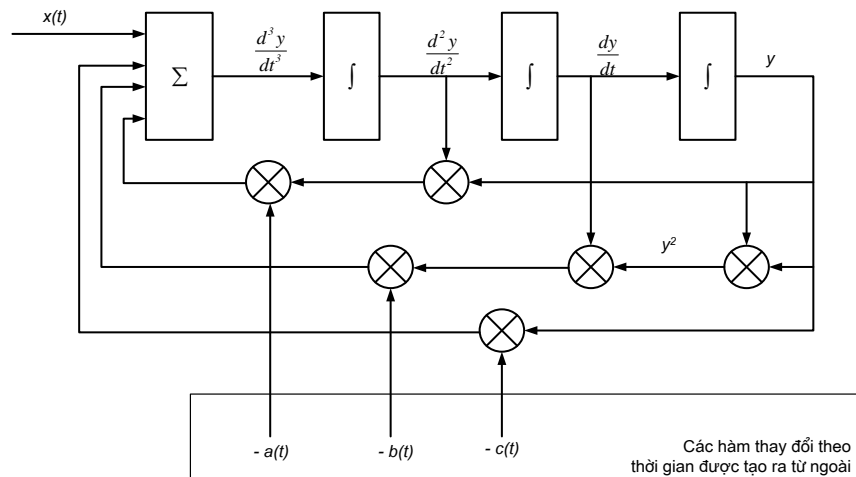 x(t)
Σ
d³y
dt³
∫
d²y
dt²
∫
dy
dt
∫
y
y²
- a(t)
- b(t)
- c(t)
Các hàm thay đổi theo
thời gian được tạo ra từ ngoài